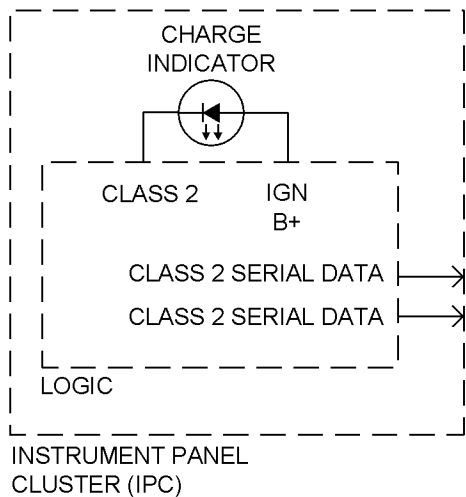 CHARGE
INDICATOR
CLASS 2
IGN
B+
CLASS 2 SERIAL DATA
CLASS 2 SERIAL DATA
LOGIC
INSTRUMENT PANEL
CLUSTER (IPC)